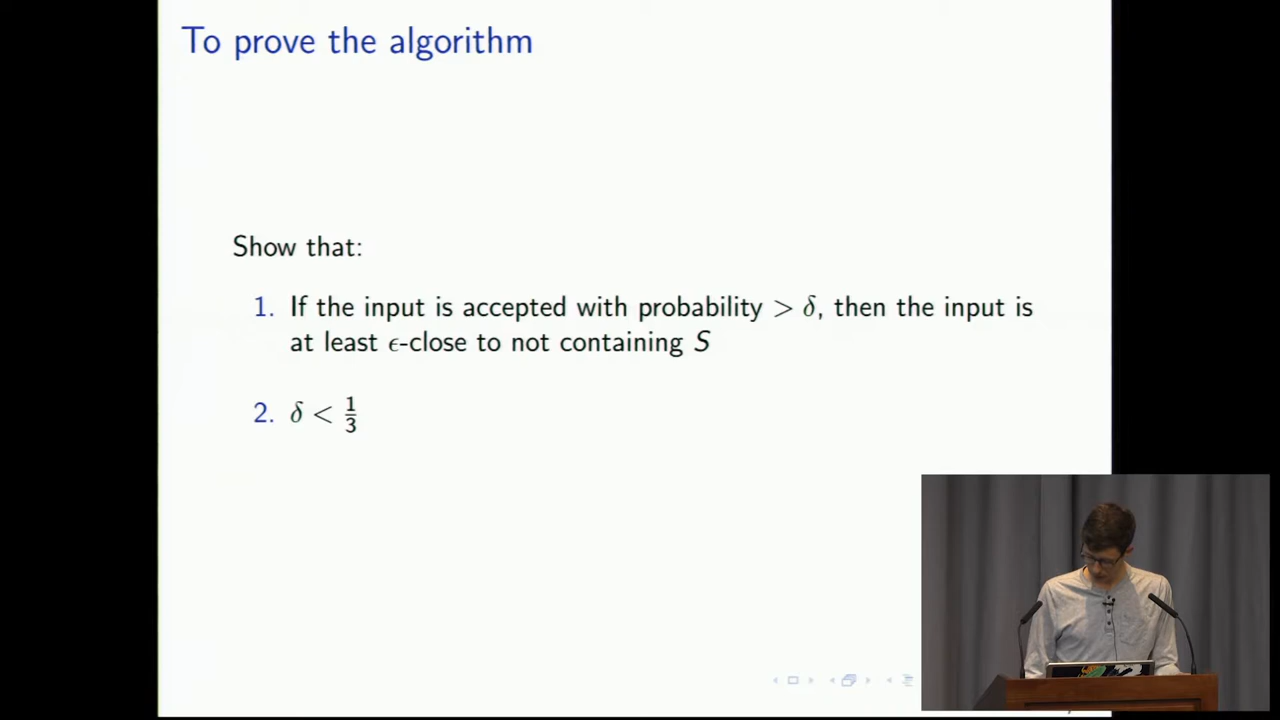 To prove the algorithm
Show that:
1. If the input is accepted with probability > δ, then the input is
at least ϵ-close to not containing S
2. δ < 1/3